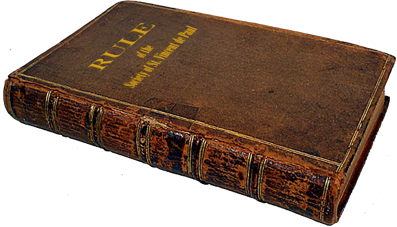 RULE
of the
Society of St. Vincent de Paul